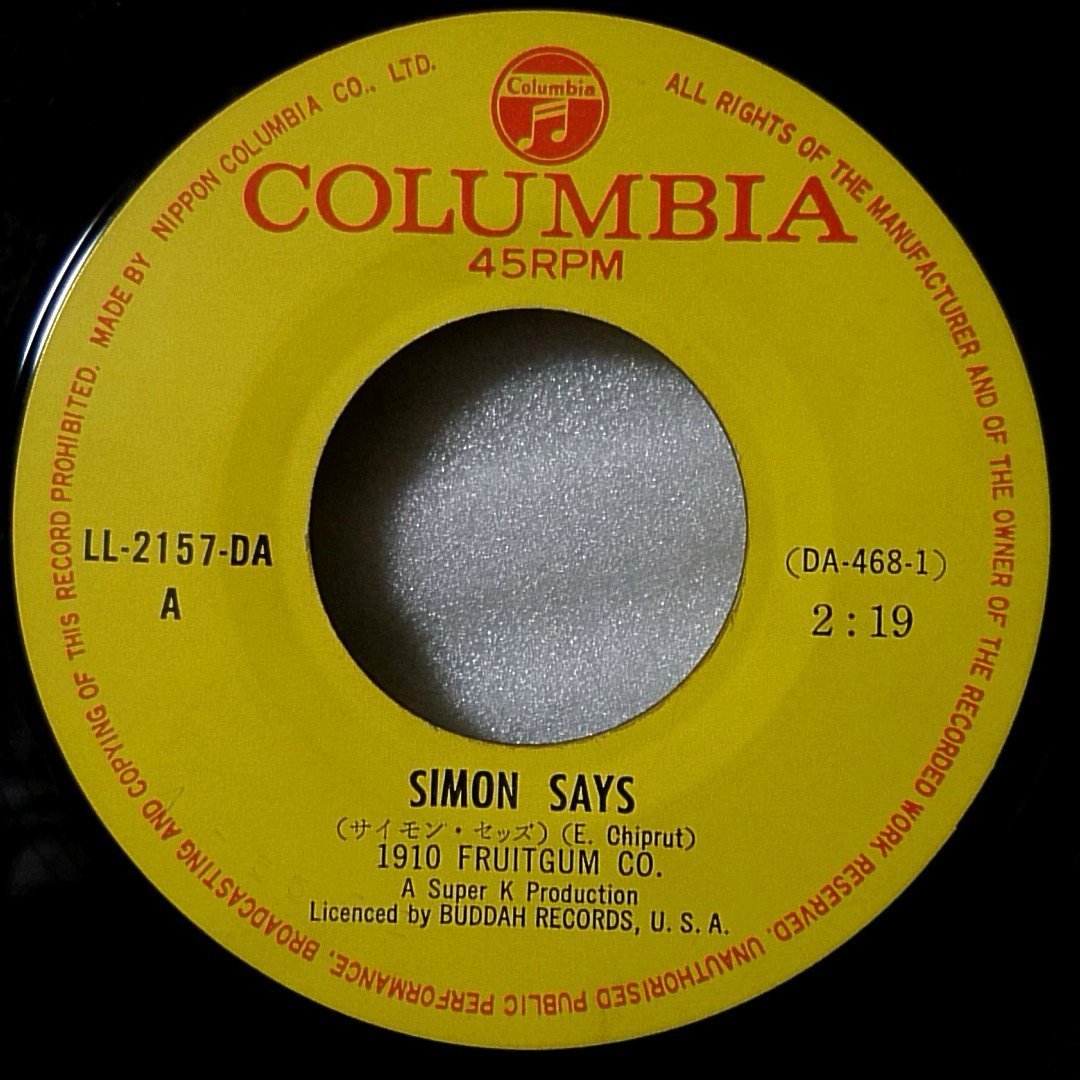 Columbia
COLUMBIA
45RPM
ALL RIGHTS OF THE MANUFACTURER AND OF THE OWNER OF THE RECORDED WORK RESERVED. UNAUTHORISED PUBLIC PERFORMANCE, BROADCASTING AND COPYING OF THIS RECORD PROHIBITED. MADE BY NIPPON COLUMBIA CO., LTD.
LL-2157-DA
A
(DA-468-1)
2:19
SIMON SAYS
(サイモン・セッズ) (E. Chiprut)
1910 FRUITGUM CO.
A Super K Production
Licenced by BUDDAH RECORDS, U. S. A.